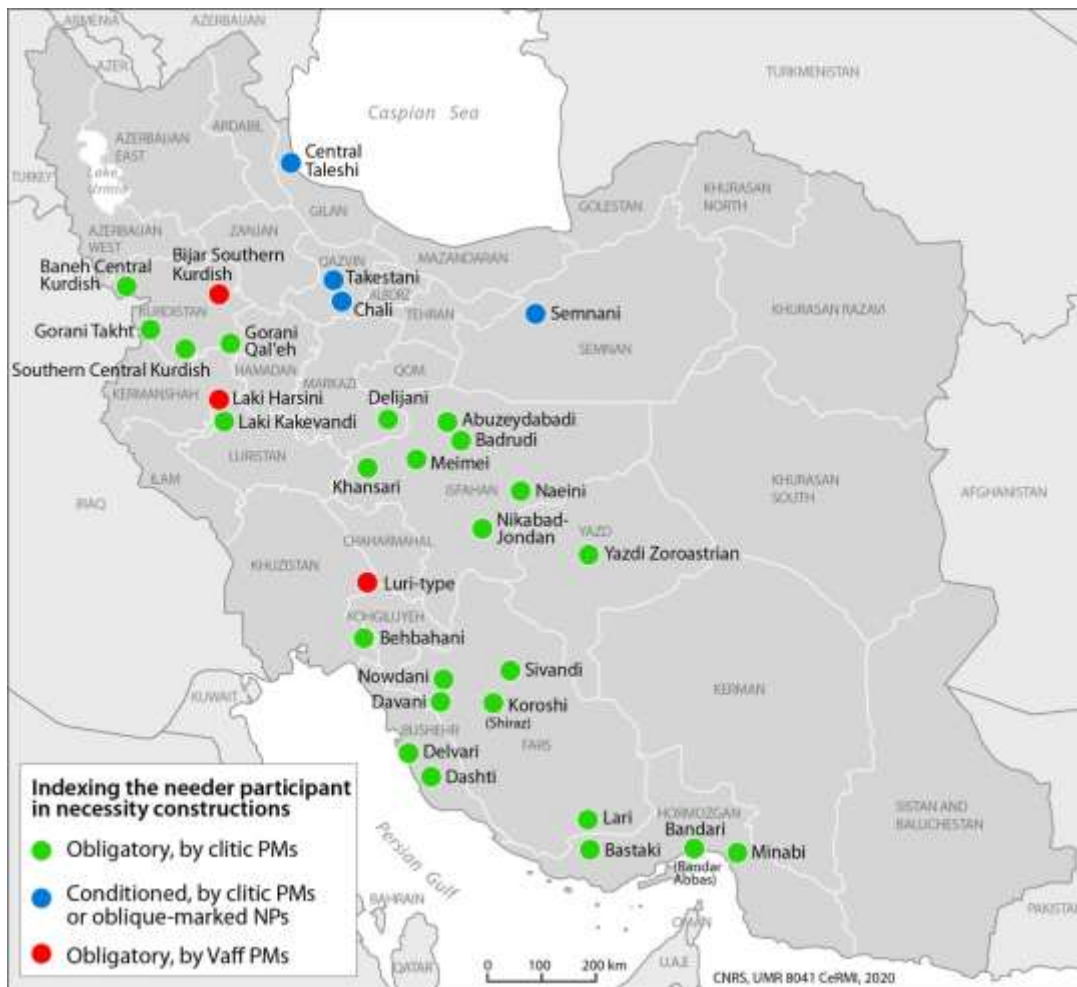 ARMENIA
AZERBAIJAN
AZER.
TURKMENISTAN
Caspian Sea
ARDABIL
AZERBAIJAN
EAST
Central
Taleshi
TURKEY
Lake
Urmia
KHURASAN
NORTH
GOLESTAN
GILAN
AZERBAIJAN
WEST
ZANJAN
MAZANDARAN
Bijar Southern
Kurdish
QAZVIN
Baneh Central
Kurdish
Takestani
ALBORZ
Chali
TEHRAN
Semnani
KHURASAN RAZAVI
KURDISTAN
Gorani Takht
Gorani
Qal'eh
SEMNAN
Southern Central Kurdish
HAMADAN
QOM
MARKAZI
KERMANSHAH
Laki Harsini
Delijani
Laki Kakevandi
Abuzeydabadi
Badrudi
LURISTAN
Meimei
KHURASAN
SOUTH
ILAM
Khansari
ISFAHAN
Naeini
AFGHANISTAN
IRAQ
Nikabad-
Jondan
YAZD
CHAHARMAHAL
Yazdi Zoroastrian
KHUZISTAN
Luri-type
KOHGILUYEH
Behbahani
Nowdani
Sivandi
KERMAN
KUWAIT
Davani
Koroshi
(Shiraz)
BUSHEHR
FARS
Delvari
Dashti
Indexing the needer participant
in necessity constructions
Obligatory, by clitic PMs
Conditioned, by clitic PMs
or oblique-marked NPs
Obligatory, by Vaff PMs
Lari
HORMOZGAN
Bandari
SISTAN AND
BALUCHESTAN
Bastaki
(Bandar
Abbas)
Minabi
Persian Gulf
BAHRAIN
OMAN
PAKISTAN
QATAR
U.A.E
0 100 200 km
CNRS, UMR 8041 CeRMI, 2020